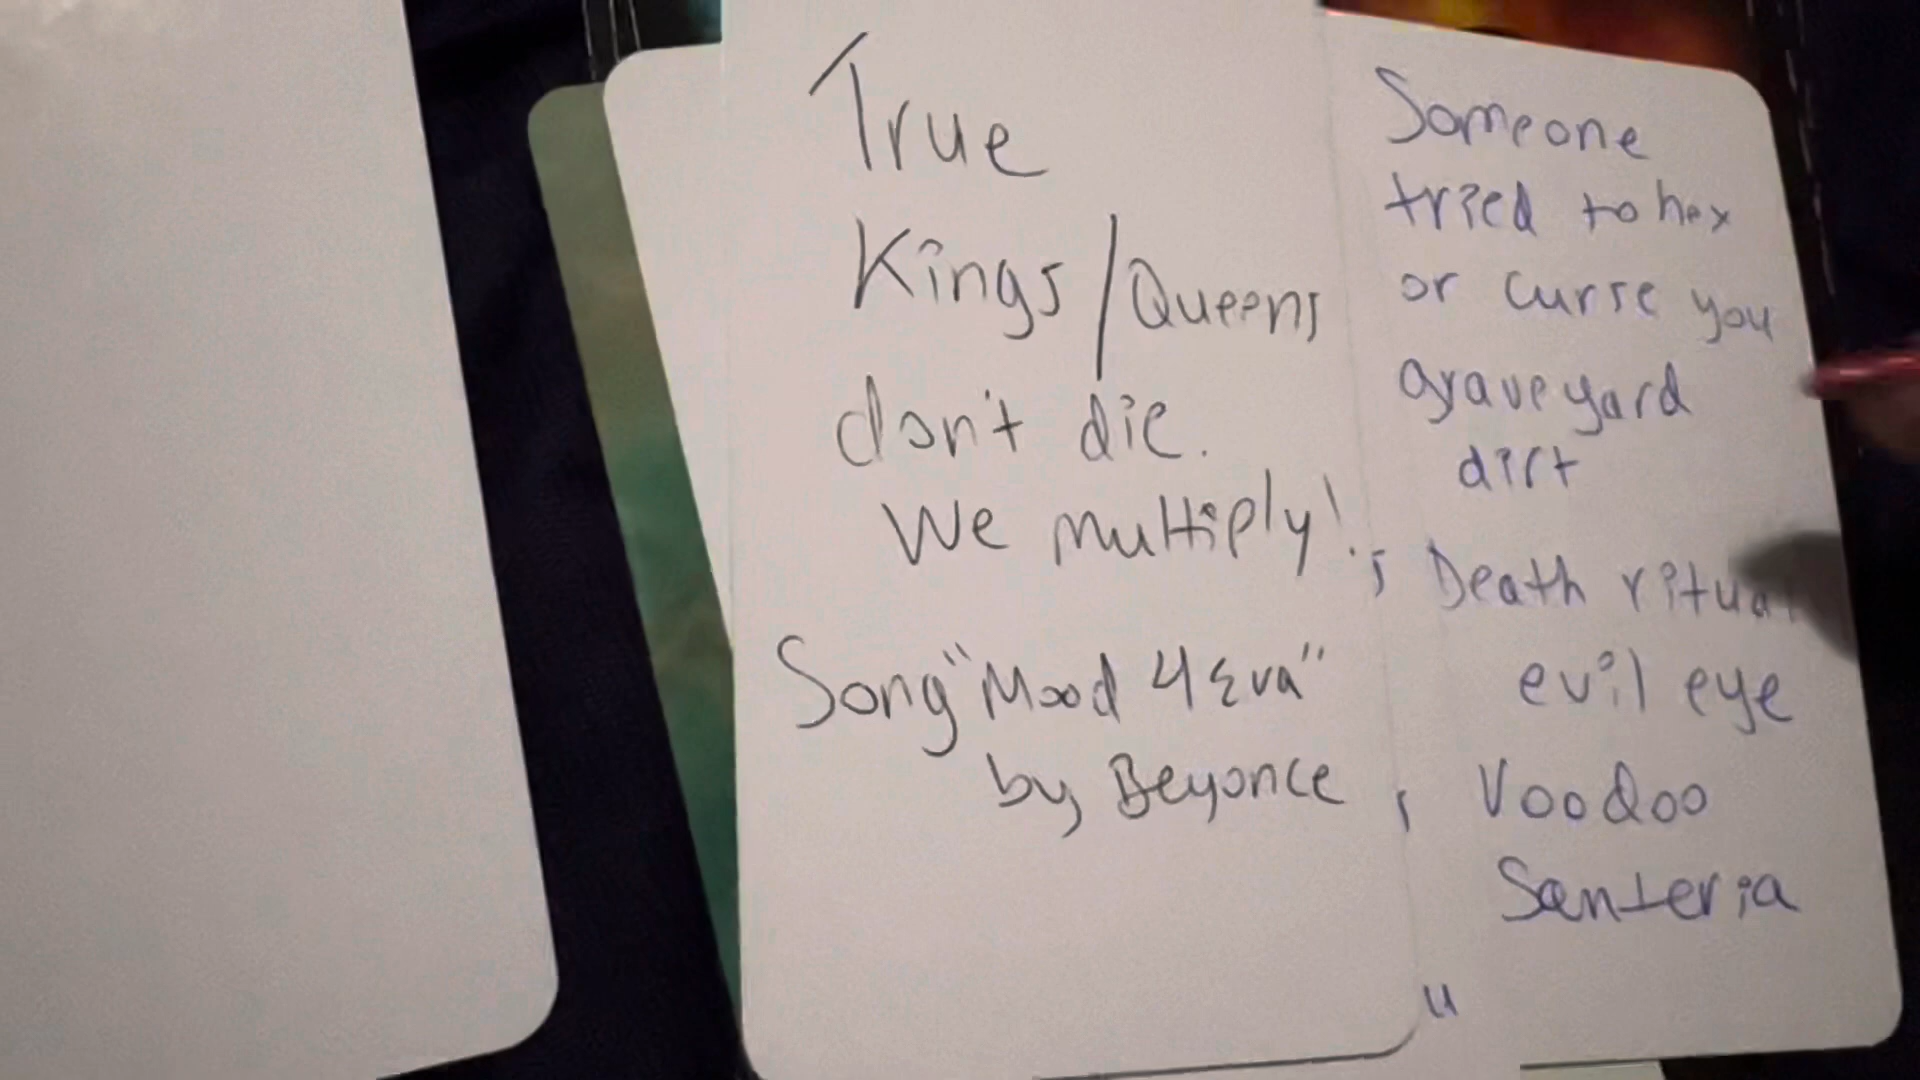 True
Kings/Queens
don't die.
We multiply!
Song "Mood 4 Eva"
by Beyonce
Someone
tried to hex
or curse you
graveyard
dirt
Death ritual
evil eye
Voodoo
Santeria